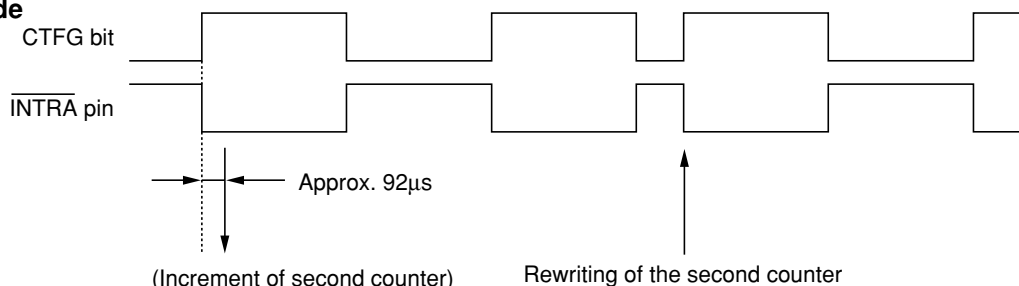 de
CTFG bit
INTRA pin
Approx. 92μs
(Increment of second counter)
Rewriting of the second counter